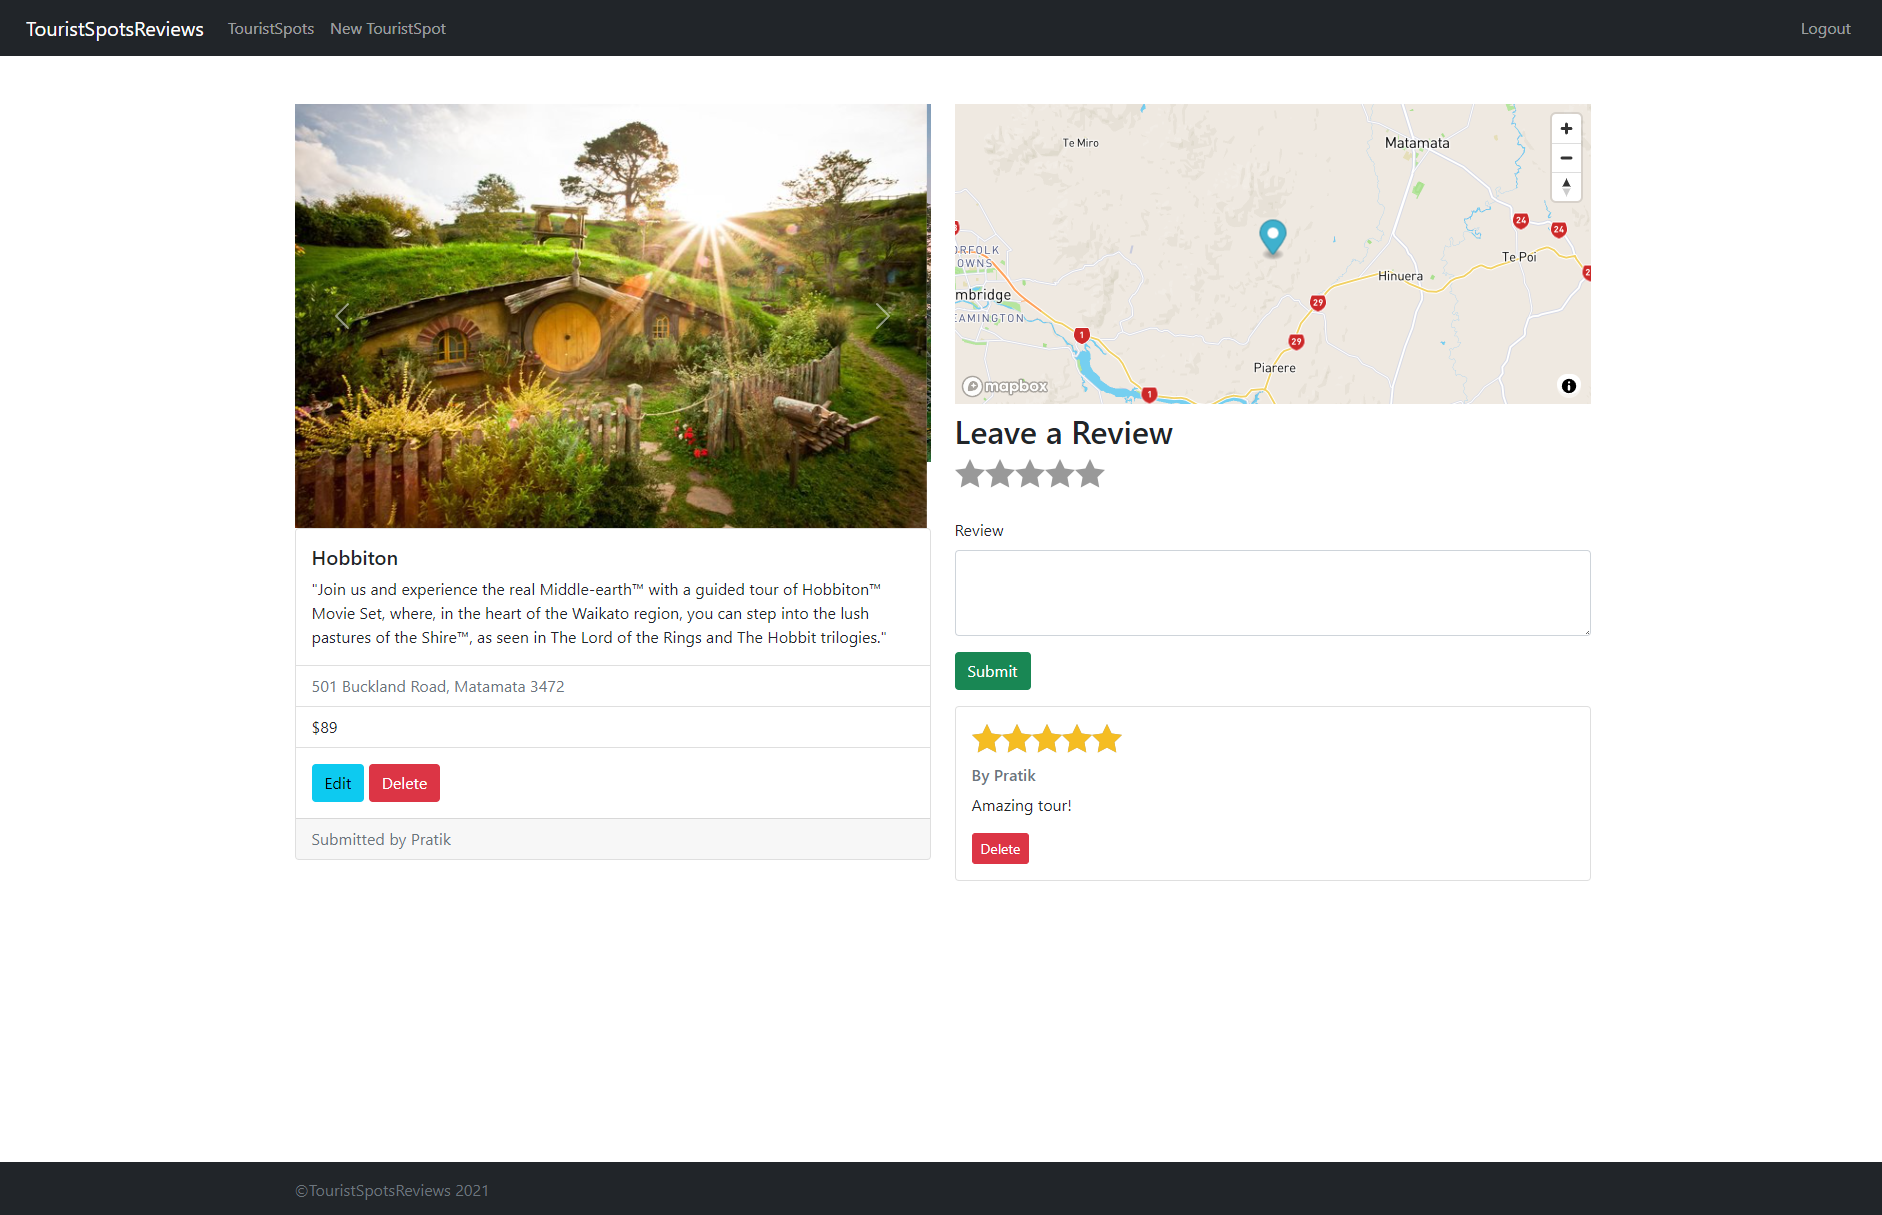 TouristSpotsReviews TouristSpots New TouristSpot Logout
Te Miro
Matamata
24
24
ORFOLK
OWNS
Te Poi
Hinuera
mbridge
29
EAMINGTON
1
29
Piarere
mapbox
1
Hobbiton
"Join us and experience the real Middle-earth™ with a guided tour of Hobbiton™
Movie Set, where, in the heart of the Waikato region, you can step into the lush
pastures of the Shire™, as seen in The Lord of the Rings and The Hobbit trilogies."
501 Buckland Road, Matamata 3472
$89
Edit Delete
Submitted by Pratik
Leave a Review
Review
Submit
By Pratik
Amazing tour!
Delete
©TouristSpotsReviews 2021